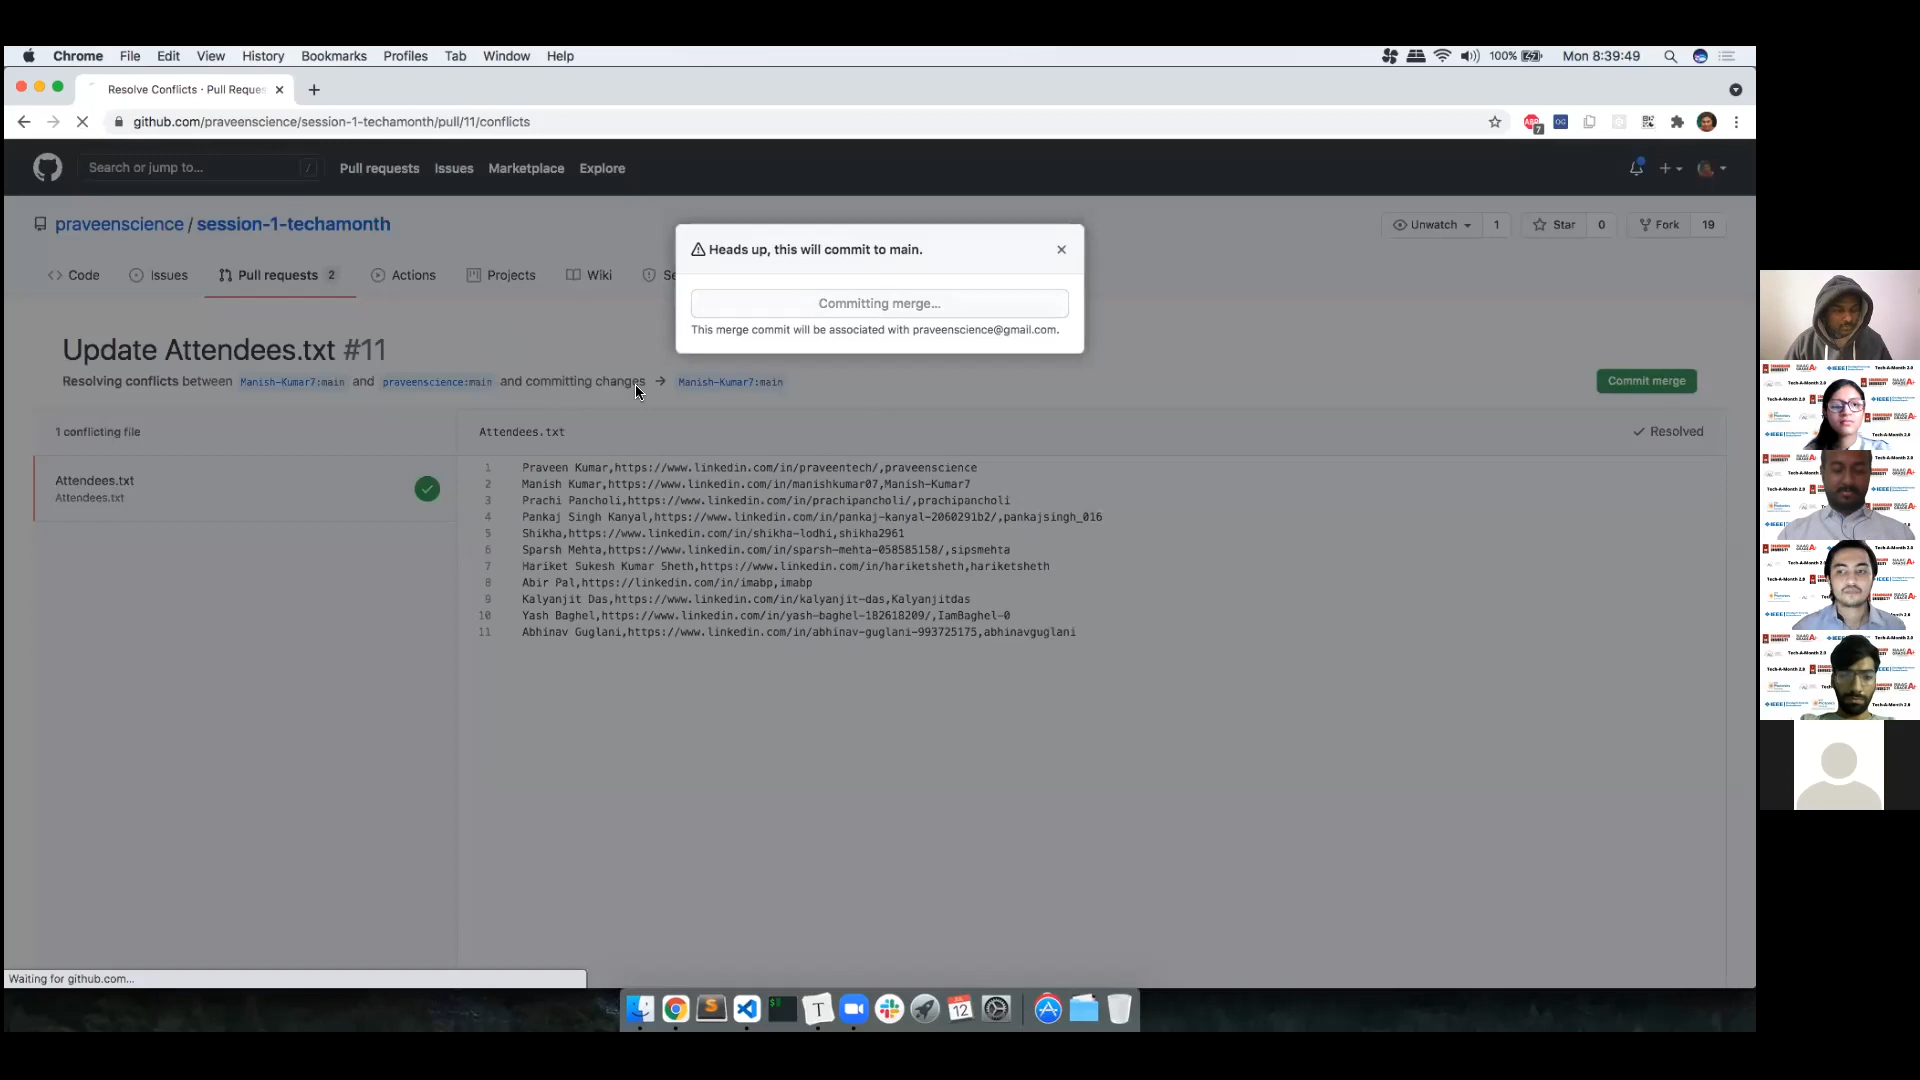 Chrome File Edit View History Bookmarks Profiles Tab Window Help 100% Mon 8:39:49
Resolve Conflicts · Pull Reques
github.com/praveenscience/session-1-techamonth/pull/11/conflicts
Search or jump to... / Pull requests Issues Marketplace Explore
praveenscience / session-1-techamonth Unwatch 1 Star 0 Fork 19
Code Issues Pull requests 2 Actions Projects Wiki Se
Heads up, this will commit to main.
Committing merge...
This merge commit will be associated with praveenscience@gmail.com.
Update Attendees.txt #11
Resolving conflicts between Manish-Kumar7:main and praveenscience:main and committing changes → Manish-Kumar7:main Commit merge
1 conflicting file
Attendees.txt
Attendees.txt
Attendees.txt Resolved
1 Praveen Kumar,https://www.linkedin.com/in/praveentech/,praveenscience
2 Manish Kumar,https://www.linkedin.com/in/manishkumar07,Manish-Kumar7
3 Prachi Pancholi,https://www.linkedin.com/in/prachipancholi/,prachipancholi
4 Pankaj Singh Kanyal,https://www.linkedin.com/in/pankaj-kanyal-2060291b2/,pankajsingh_016
5 Shikha,https://www.linkedin.com/in/shikha-lodhi,shikha2961
6 Sparsh Mehta,https://www.linkedin.com/in/sparsh-mehta-058585158/,sipsmehta
7 Hariket Sukesh Kumar Sheth,https://www.linkedin.com/in/hariketsheth,hariketsheth
8 Abir Pal,https://linkedin.com/in/imabp,imabp
9 Kalyanjit Das,https://www.linkedin.com/in/kalyanjit-das,Kalyanjitdas
10 Yash Baghel,https://www.linkedin.com/in/yash-baghel-182618209/,IamBaghel-0
11 Abhinav Guglani,https://www.linkedin.com/in/abhinav-guglani-993725175,abhinavguglani
Waiting for github.com...